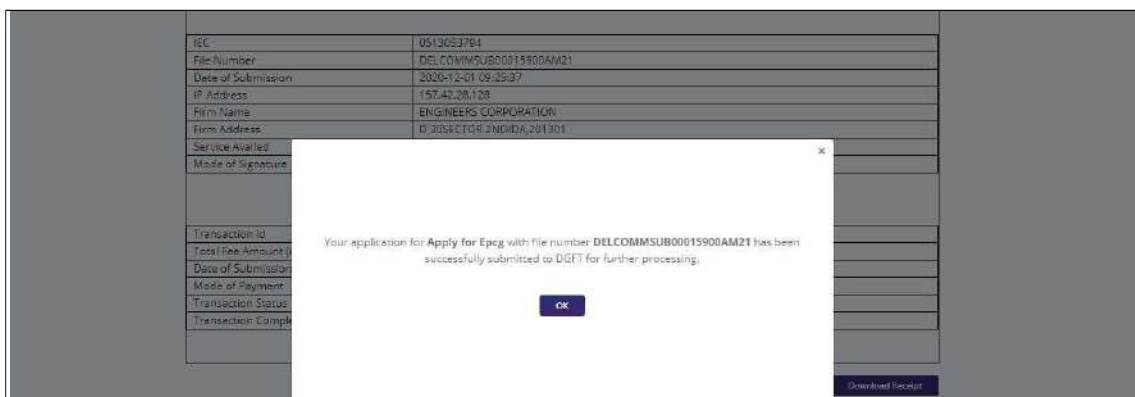 IEC 0513053794
File Number DELCOMMSUB00015900AM21
Date of Submission 2020-12-01 09:25:37
IP Address 157.42.28.128
Firm Name ENGINEERS CORPORATION
Firm Address D 30SECTOR 2NOIDA,201301
Service Availed
Mode of Signature
×
Transaction Id
Your application for Apply for Epcg with file number DELCOMMSUB00015900AM21 has been
Total Fee Amount
successfully submitted to DGFT for further processing.
Date of Submission
Mode of Payment
Transaction Status
OK
Transection Comple
Download Receipt